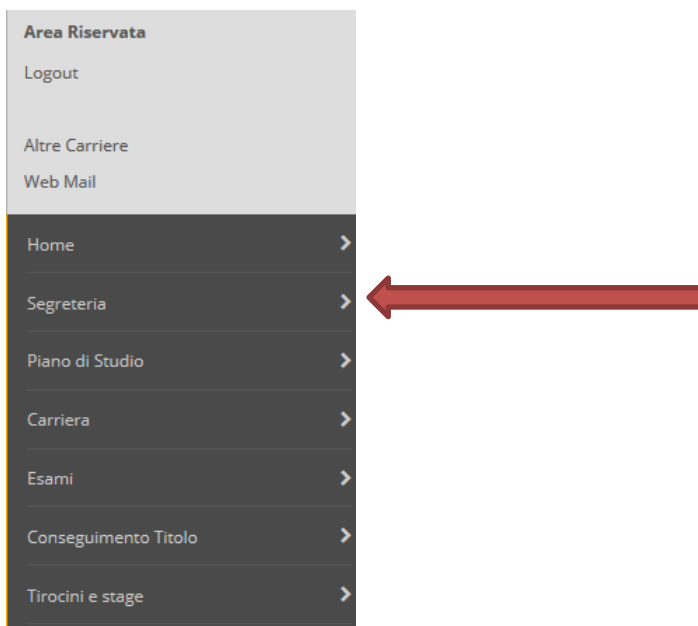 Area Riservata
Logout
Altre Carriere
Web Mail
Home
Segreteria
Piano di Studio
Carriera
Esami
Conseguimento Titolo
Tirocini e stage